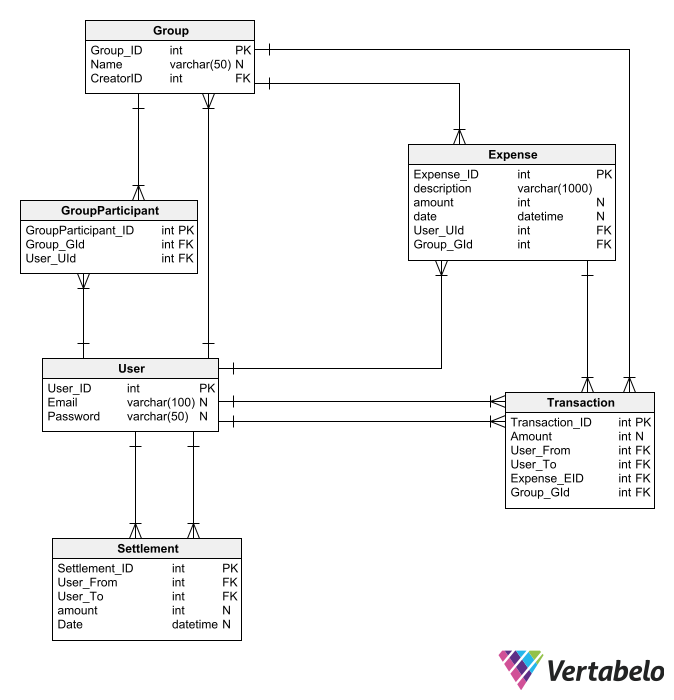 Group
Group_ID int PK
Name varchar(50) N
CreatorID int FK
Expense
Expense_ID int PK
description varchar(1000)
amount int N
date datetime N
User_UId int FK
Group_GId int FK
GroupParticipant
GroupParticipant_ID int PK
Group_GId int FK
User_UId int FK
User
User_ID int PK
Email varchar(100) N
Password varchar(50) N
Transaction
Transaction_ID int PK
Amount int N
User_From int FK
User_To int FK
Expense_EID int FK
Group_GId int FK
Settlement
Settlement_ID int PK
User_From int FK
User_To int FK
amount int N
Date datetime N
Vertabelo